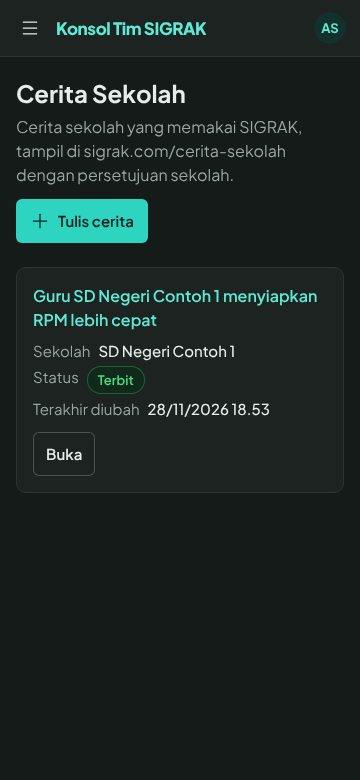 Konsol Tim SIGRAK
AS
Cerita Sekolah
Cerita sekolah yang memakai SIGRAK,
tampil di sigrak.com/cerita-sekolah
dengan persetujuan sekolah.
Tulis cerita
Guru SD Negeri Contoh 1 menyiapkan
RPM lebih cepat
Sekolah SD Negeri Contoh 1
Status Terbit
Terakhir diubah 28/11/2026 18.53
Buka